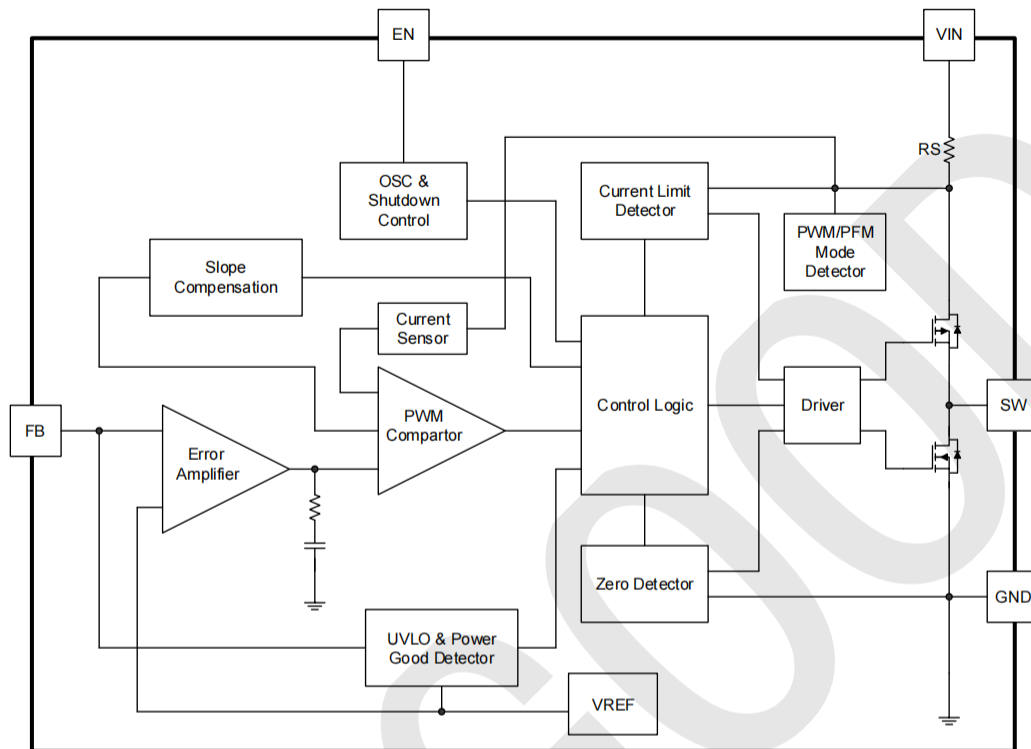 EN
VIN
RS
OSC &
Shutdown
Control
Current Limit
Detector
PWM/PFM
Mode
Detector
Slope
Compensation
Current
Sensor
FB
Error
Amplifier
PWM
Compartor
Control Logic
Driver
SW
Zero Detector
GND
UVLO & Power
Good Detector
VREF